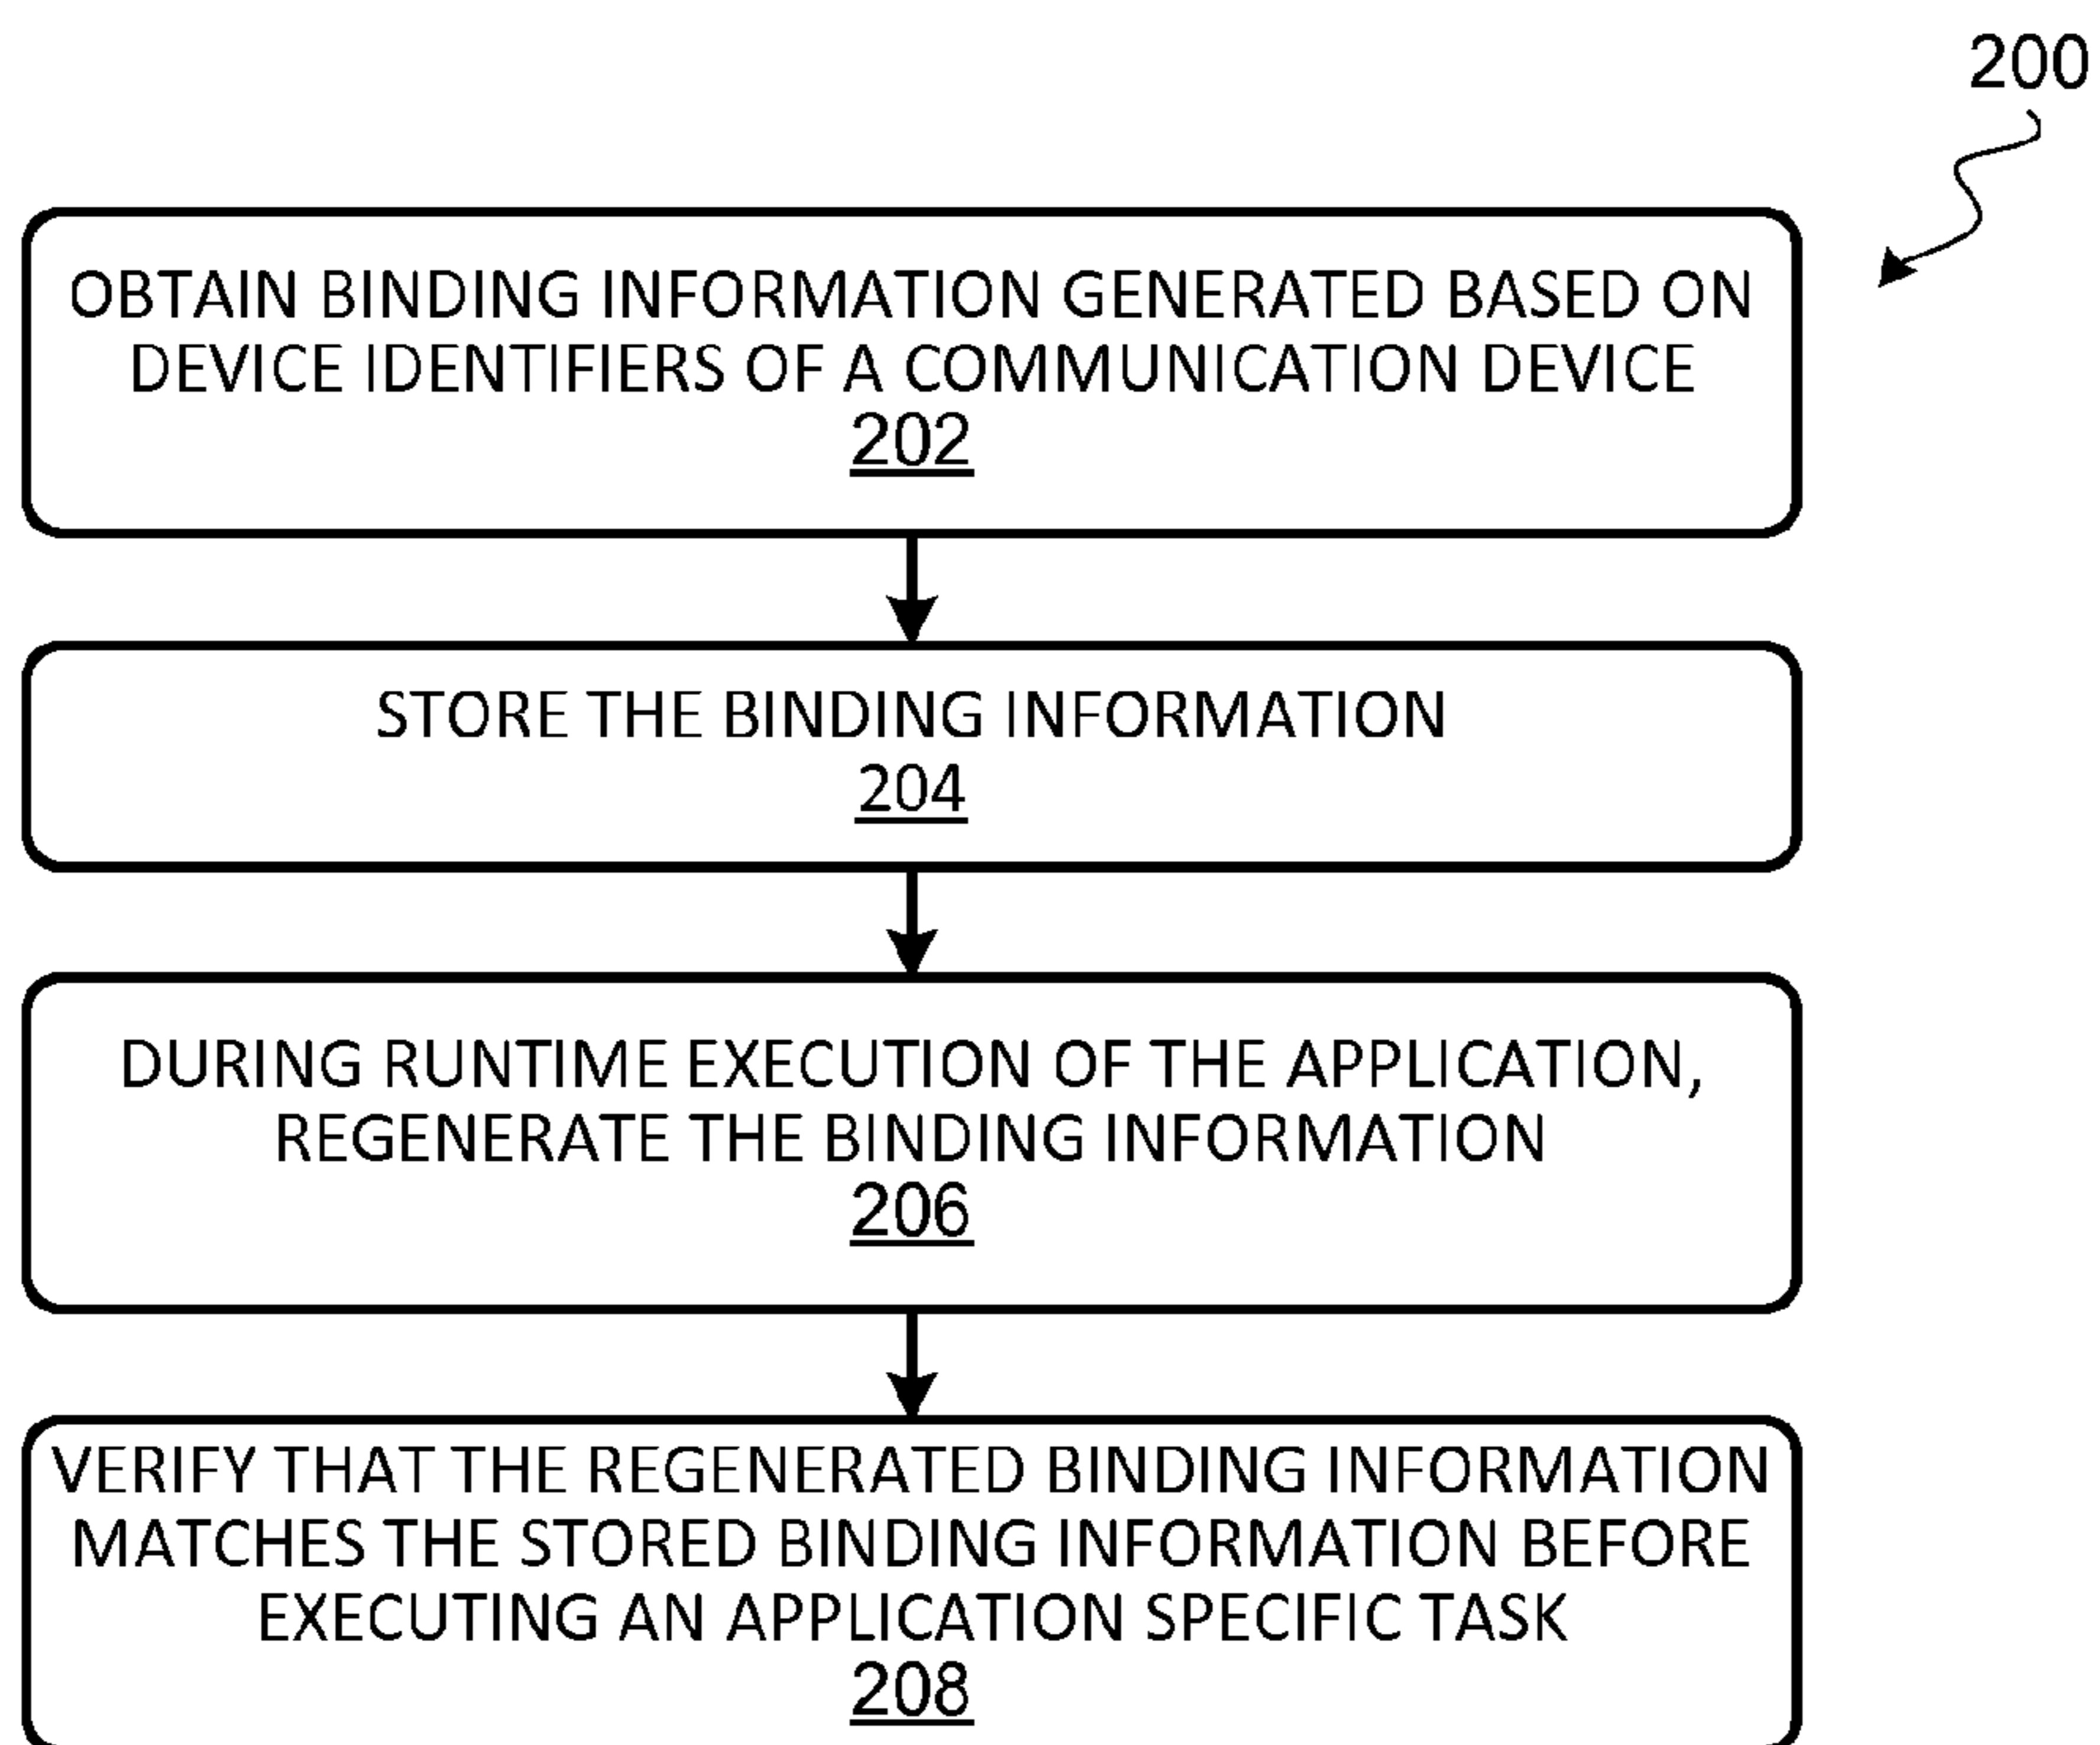 200
OBTAIN BINDING INFORMATION GENERATED BASED ON
DEVICE IDENTIFIERS OF A COMMUNICATION DEVICE
202
STORE THE BINDING INFORMATION
204
DURING RUNTIME EXECUTION OF THE APPLICATION,
REGENERATE THE BINDING INFORMATION
206
VERIFY THAT THE REGENERATED BINDING INFORMATION
MATCHES THE STORED BINDING INFORMATION BEFORE
EXECUTING AN APPLICATION SPECIFIC TASK
208